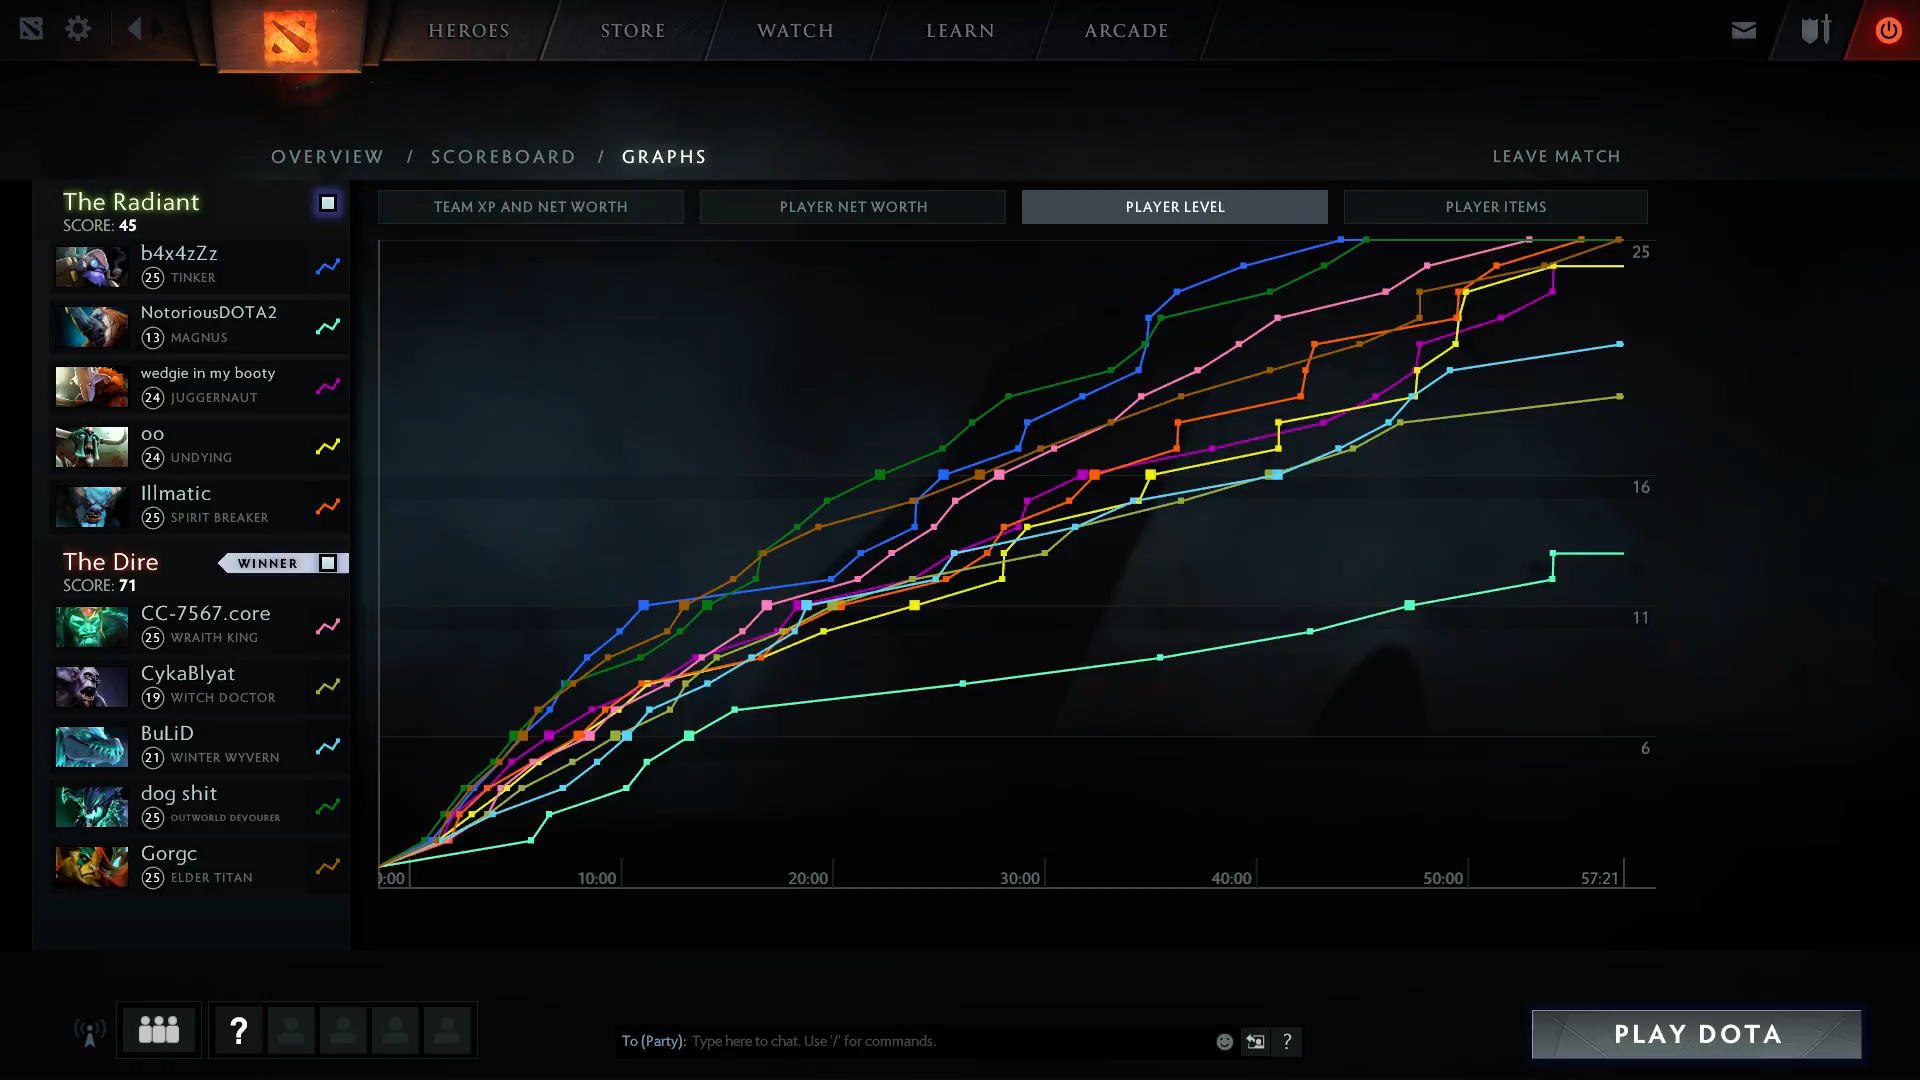 HEROES
STORE
WATCH
LEARN
ARCADE
OVERVIEW / SCOREBOARD / GRAPHS
LEAVE MATCH
The Radiant
SCORE: 45
b4x4zZz
25 TINKER
NotoriousDOTA2
13 MAGNUS
wedgie in my booty
24 JUGGERNAUT
oo
24 UNDYING
Illmatic
25 SPIRIT BREAKER
The Dire
WINNER
SCORE: 71
CC-7567.core
25 WRAITH KING
CykaBlyat
19 WITCH DOCTOR
BuLiD
21 WINTER WYVERN
dog shit
25 OUTWORLD DEVOURER
Gorgc
25 ELDER TITAN
TEAM XP AND NET WORTH
PLAYER NET WORTH
PLAYER LEVEL
PLAYER ITEMS
25
16
11
6
:00
10:00
20:00
30:00
40:00
50:00
57:21
?
To (Party): Type here to chat. Use '/' for commands.
?
PLAY DOTA